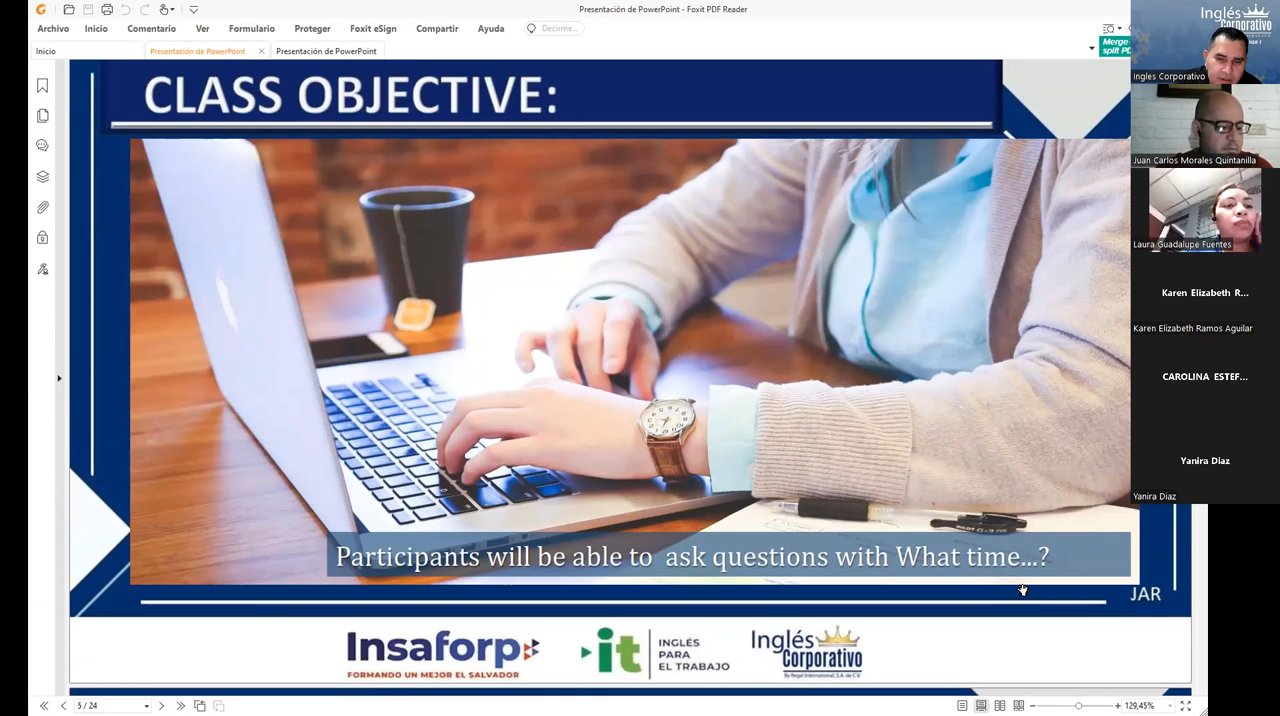 Presentación de PowerPoint - Foxit PDF Reader
Archivo Inicio Comentario Ver Formulario Proteger Foxit eSign Compartir Ayuda Decirme...
Inicio Presentación de PowerPoint Presentación de PowerPoint
Merge
split PD
CLASS OBJECTIVE:
Participants will be able to ask questions with What time...?
JAR
Insaforp
FORMANDO UN MEJOR EL SALVADOR
it INGLÉS
PARA
EL TRABAJO
Inglés
Corporativo
By Regal International, S.A. de C.V.
5 / 24
129,45%
Inglés
Corporativo
Ingles Corporativo
Juan Carlos Morales Quintanilla
Laura Guadalupe Fuentes
Karen Elizabeth R...
Karen Elizabeth Ramos Aguilar
CAROLINA ESTEF...
Yanira Diaz
Yanira Diaz